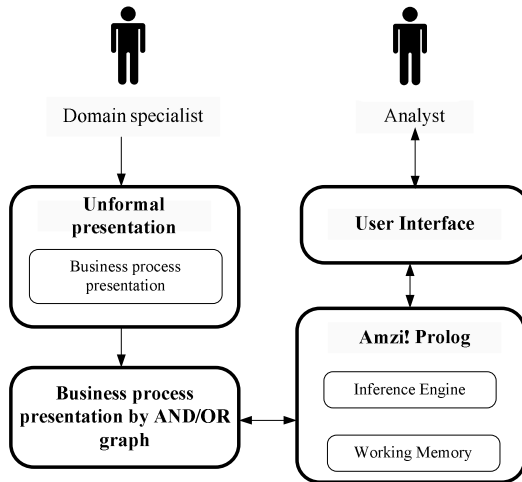 Domain specialist
Analyst
Unformal
presentation
Business process
presentation
User Interface
Amzi! Prolog
Inference Engine
Working Memory
Business process
presentation by AND/OR
graph